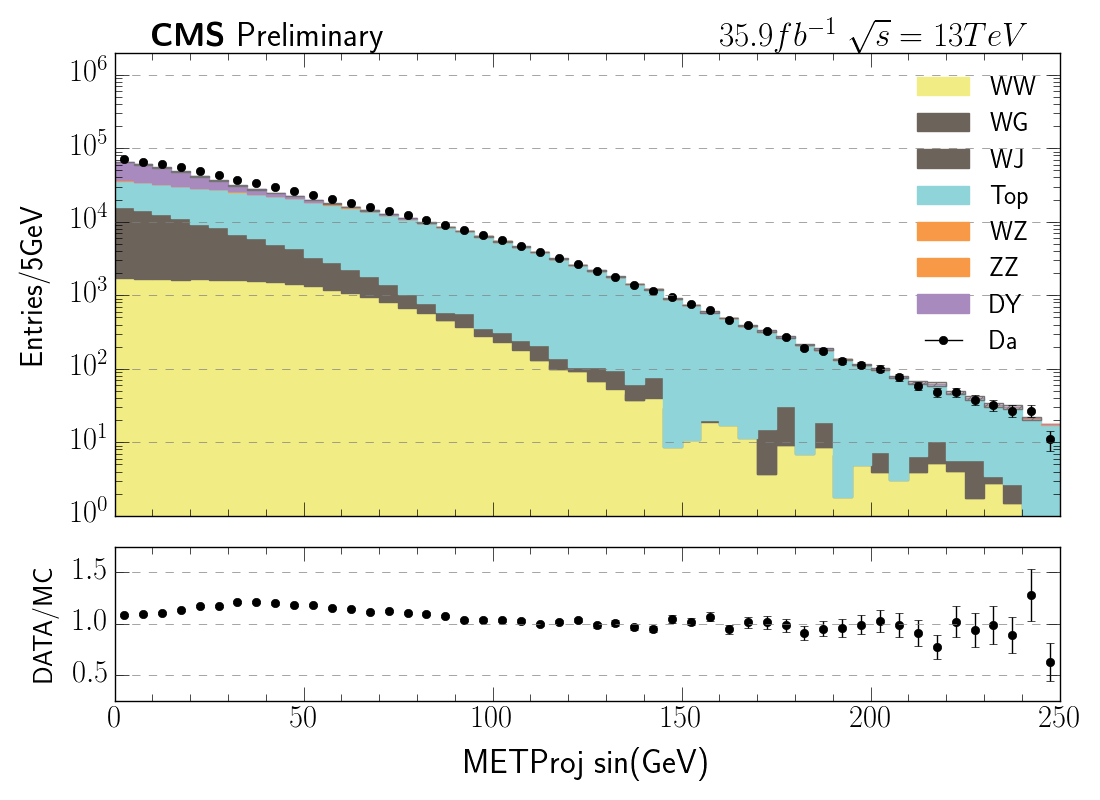 CMS Preliminary 35.9fb⁻¹ √s = 13TeV
Entries/5GeV
10⁶
10⁵
10⁴
10³
10²
10¹
10⁰
WW
WG
WJ
Top
WZ
ZZ
DY
Da
DATA/MC
1.5
1.0
0.5
0 50 100 150 200 250
METProj sin(GeV)